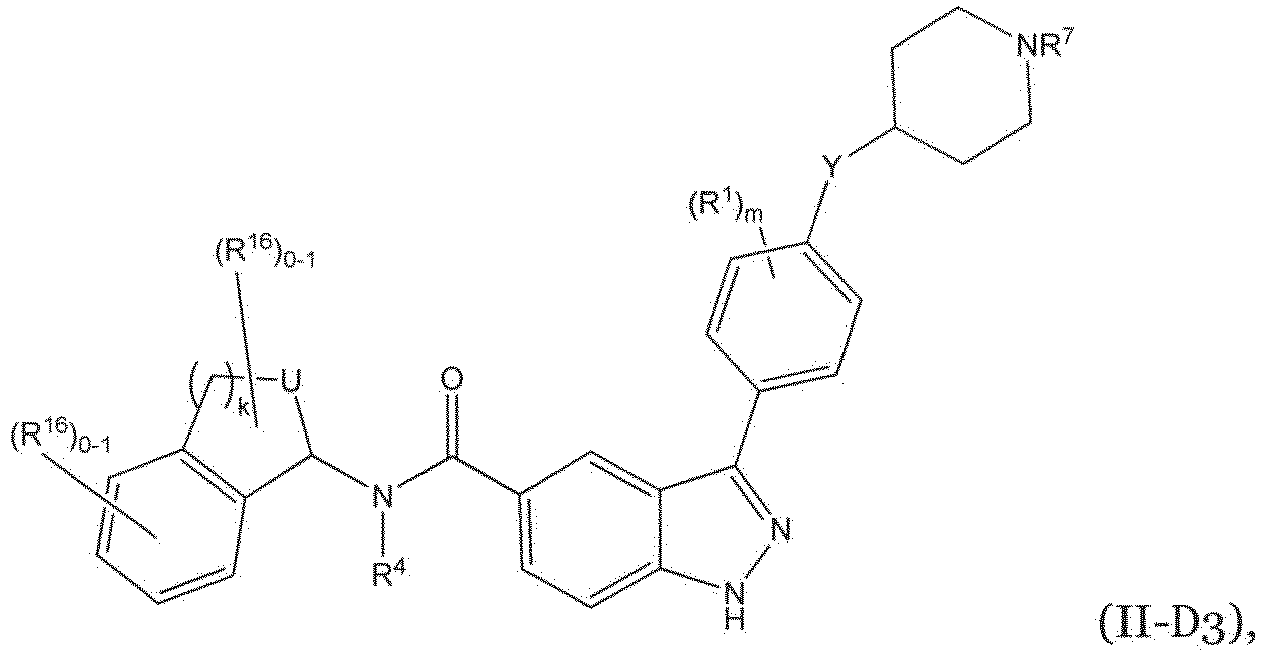 NR⁷
Y
(R¹)m
(R¹⁶)0-1
U
O
( )k
(R¹⁶)0-1
N
N
R⁴
N
H
(II-D3),